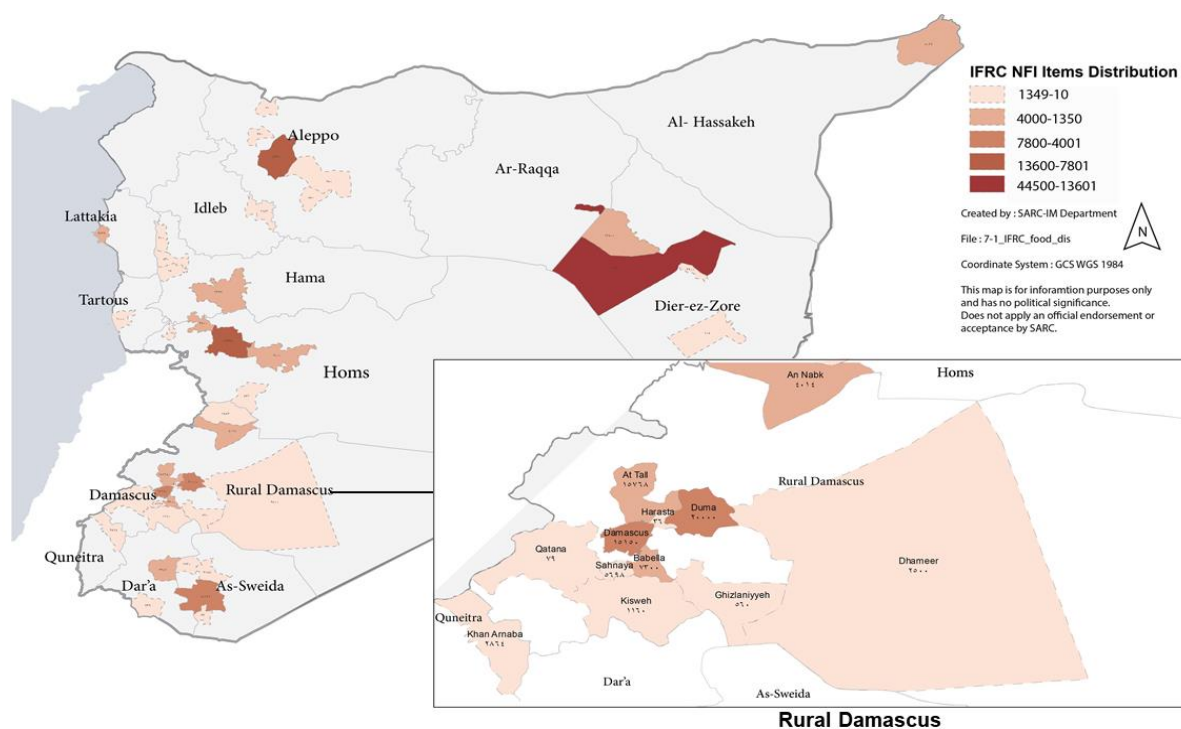 IFRC NFI Items Distribution
1349-10
4000-1350
7800-4001
13600-7801
44500-13601
Created by : SARC-IM Department
File : 7-1_IFRC_food_dis
Coordinate System : GCS WGS 1984
N
This map is for inforamtion purposes only
and has no political significance.
Does not apply an official endorsement or
acceptance by SARC.
Aleppo
Al- Hassakeh
Ar-Raqqa
Idleb
Lattakia
Hama
Tartous
Dier-ez-Zore
Homs
Damascus
Rural Damascus
Quneitra
Dar'a
As-Sweida
An Nabk
٤٠١٤
Homs
At Tall
١٥٧٦٨
Rural Damascus
Harasta
Duma
٢٠٠٠٠
Damascus
١٥١٥٠
Qatana
٧٩
Babella
٧٣٠٠
Sahnaya
٥٦٤٨
Dhameer
٢٥٠٠
Kisweh
١١٦٠
Ghizlaniyyeh
٥٦٠
Quneitra
Khan Arnaba
٢٨٦٤
Dar'a
As-Sweida
Rural Damascus